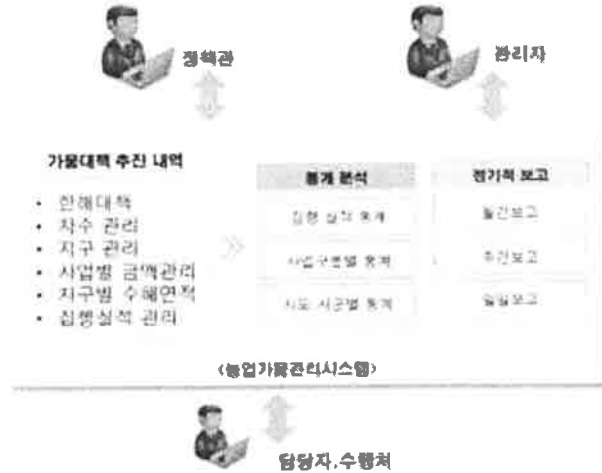 정책관
관리자
가뭄대책 추진 내역
통계 분석
정기적 보고
• 한해대책
• 차수 관리
• 지구 관리
• 사업별 금액관리
• 지구별 수혜면적
• 집행실적 관리
집행 실적 통계
사업구분별 통계
시도 시군별 통계
월간보고
주간보고
일일보고
<농업가뭄관리시스템>
담당자,수행처